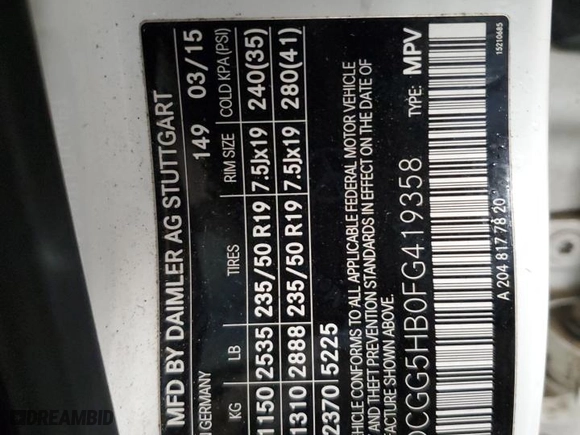 MFD BY DAIMLER AG STUTTGART
GERMANY 149 03/15
KG LB TIRES RIM SIZE COLD KPA (PSI)
1150 2535 235/50 R19 7.5Jx19 240(35)
1310 2888 235/50 R19 7.5Jx19 280(41)
2370 5225
VEHICLE CONFORMS TO ALL APPLICABLE FEDERAL MOTOR VEHICLE
AND THEFT PREVENTION STANDARDS IN EFFECT ON THE DATE OF
SHOWN ABOVE.
CGG5HB0FG419358 TYPE: MPV
A 204 817 78 20
15210685
DREAMBID